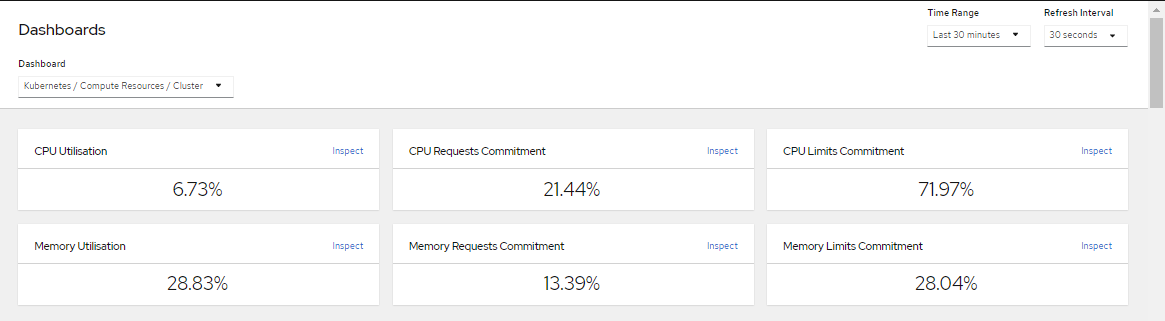 Dashboards
Time Range
Refresh Interval
Last 30 minutes
30 seconds
Dashboard
Kubernetes / Compute Resources / Cluster
CPU Utilisation
Inspect
CPU Requests Commitment
Inspect
CPU Limits Commitment
Inspect
6.73%
21.44%
71.97%
Memory Utilisation
Inspect
Memory Requests Commitment
Inspect
Memory Limits Commitment
Inspect
28.83%
13.39%
28.04%